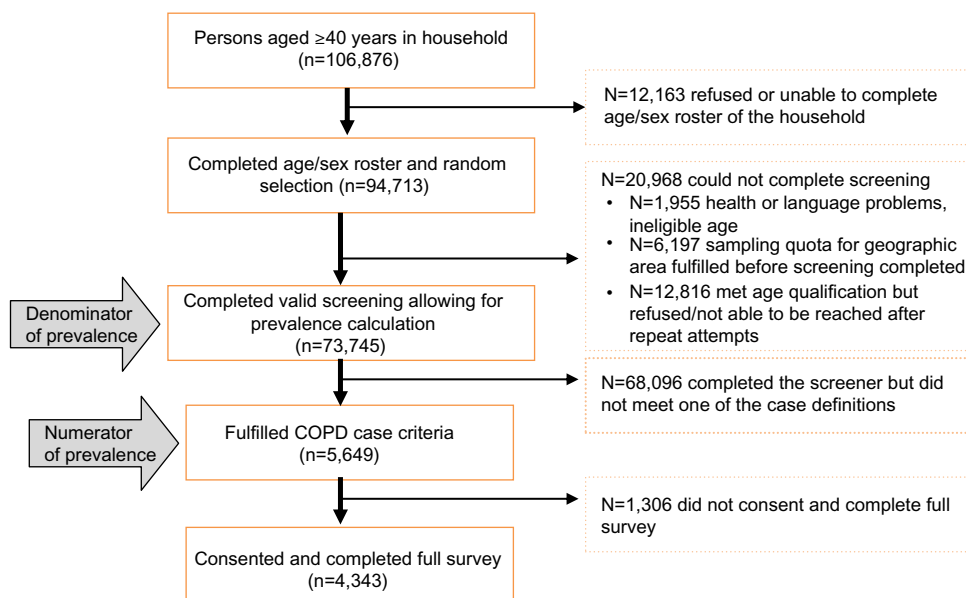 Persons aged ≥40 years in household
(n=106,876)
N=12,163 refused or unable to complete
age/sex roster of the household
Completed age/sex roster and random
selection (n=94,713)
N=20,968 could not complete screening
• N=1,955 health or language problems,
ineligible age
• N=6,197 sampling quota for geographic
area fulfilled before screening completed
• N=12,816 met age qualification but
refused/not able to be reached after
repeat attempts
Denominator
of prevalence
Completed valid screening allowing for
prevalence calculation
(n=73,745)
N=68,096 completed the screener but did
not meet one of the case definitions
Numerator
of prevalence
Fulfilled COPD case criteria
(n=5,649)
N=1,306 did not consent and complete full
survey
Consented and completed full survey
(n=4,343)